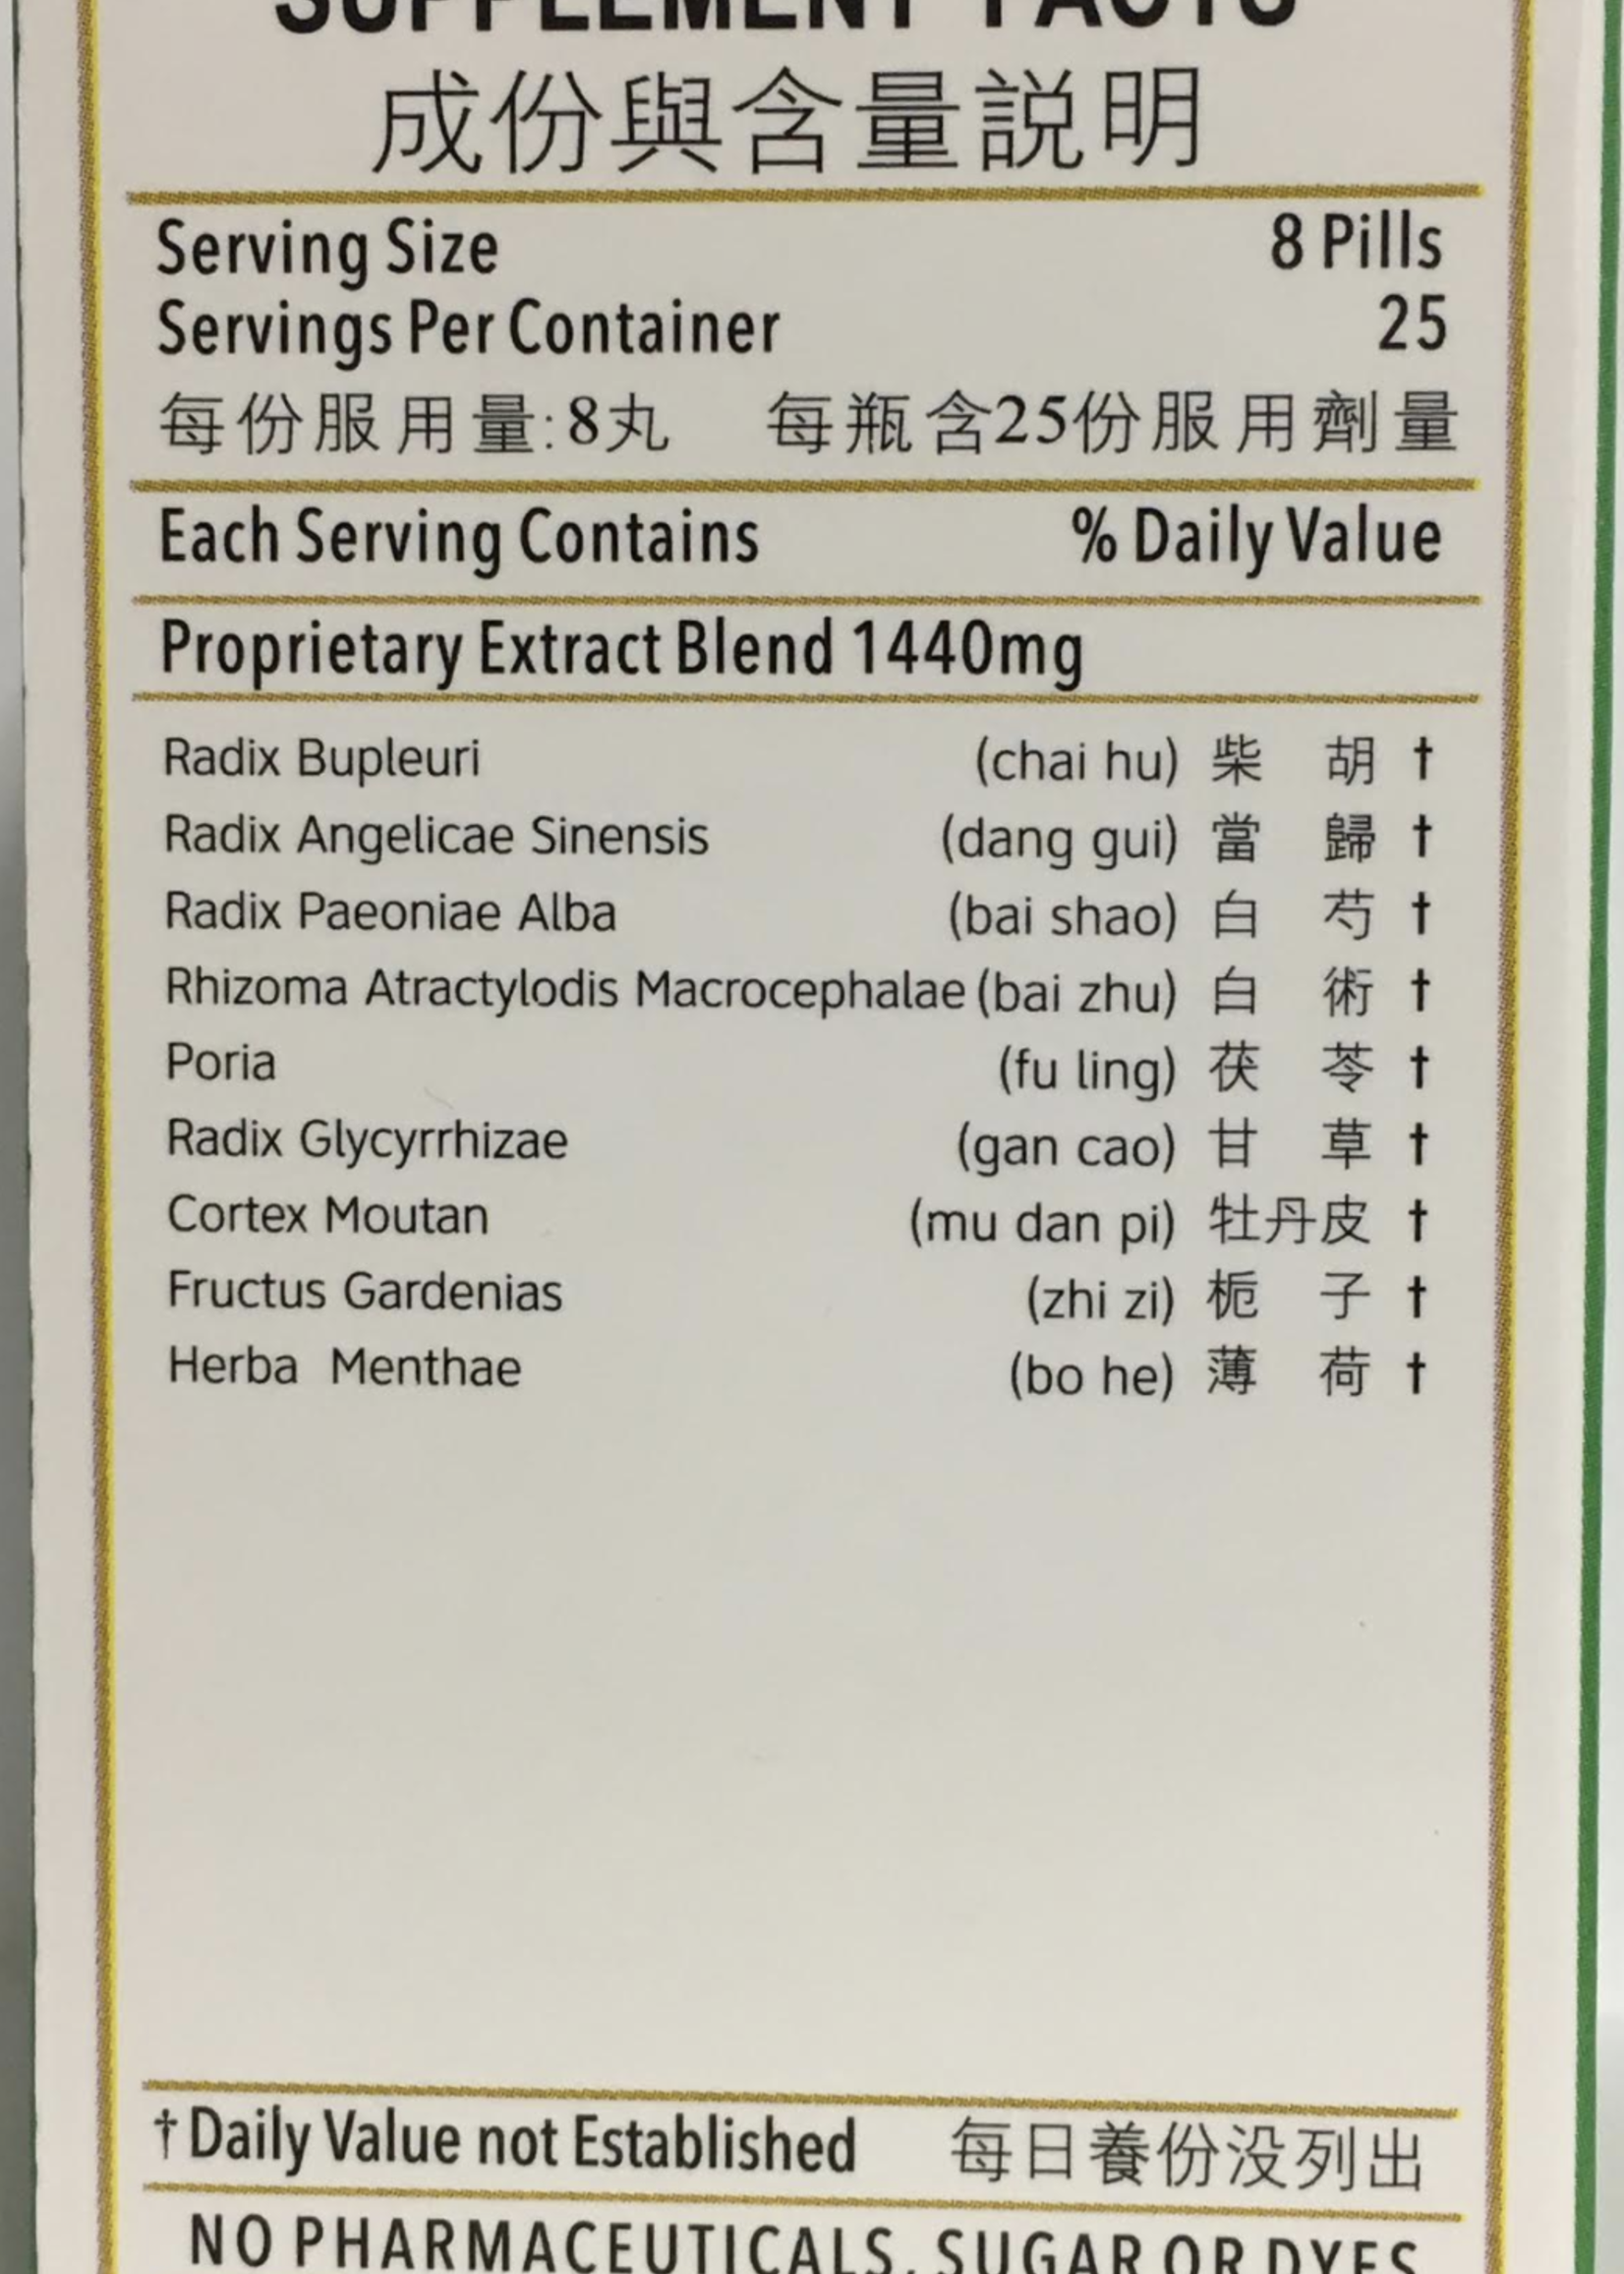 SUPPLEMENT FACTS
成份與含量説明
Serving Size 8 Pills
Servings Per Container 25
每份服用量:8丸 每瓶含25份服用劑量
Each Serving Contains % Daily Value
Proprietary Extract Blend 1440mg
Radix Bupleuri (chai hu) 柴 胡 †
Radix Angelicae Sinensis (dang gui) 當 歸 †
Radix Paeoniae Alba (bai shao) 白 芍 †
Rhizoma Atractylodis Macrocephalae (bai zhu) 白 術 †
Poria (fu ling) 茯 苓 †
Radix Glycyrrhizae (gan cao) 甘 草 †
Cortex Moutan (mu dan pi) 牡丹皮 †
Fructus Gardenias (zhi zi) 栀 子 †
Herba Menthae (bo he) 薄 荷 †
† Daily Value not Established 每日養份没列出
NO PHARMACEUTICALS, SUGAR OR DYES